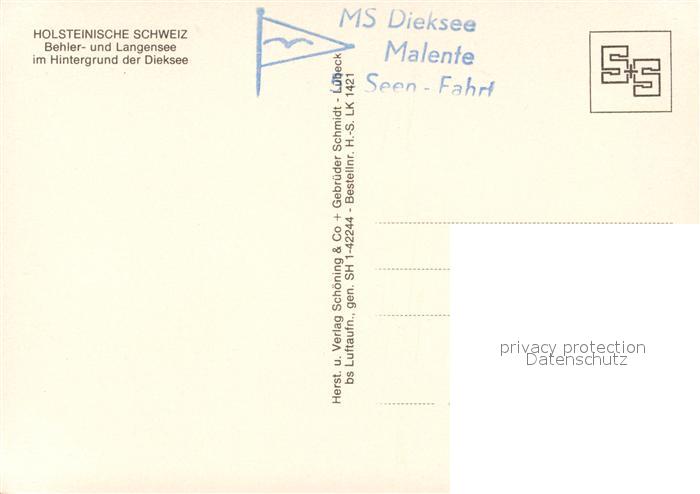 HOLSTEINISCHE SCHWEIZ
Behler- und Langensee
im Hintergrund der Dieksee
MS Dieksee
Malente
Seen - Fahrt
S+S
Herst. u. Verlag Schöning & Co + Gebrüder Schmidt - Lübeck
bs Luftaufn., gen. SH 1-42244 - Bestellnr. H.-S. LK 1421
privacy protection
Datenschutz